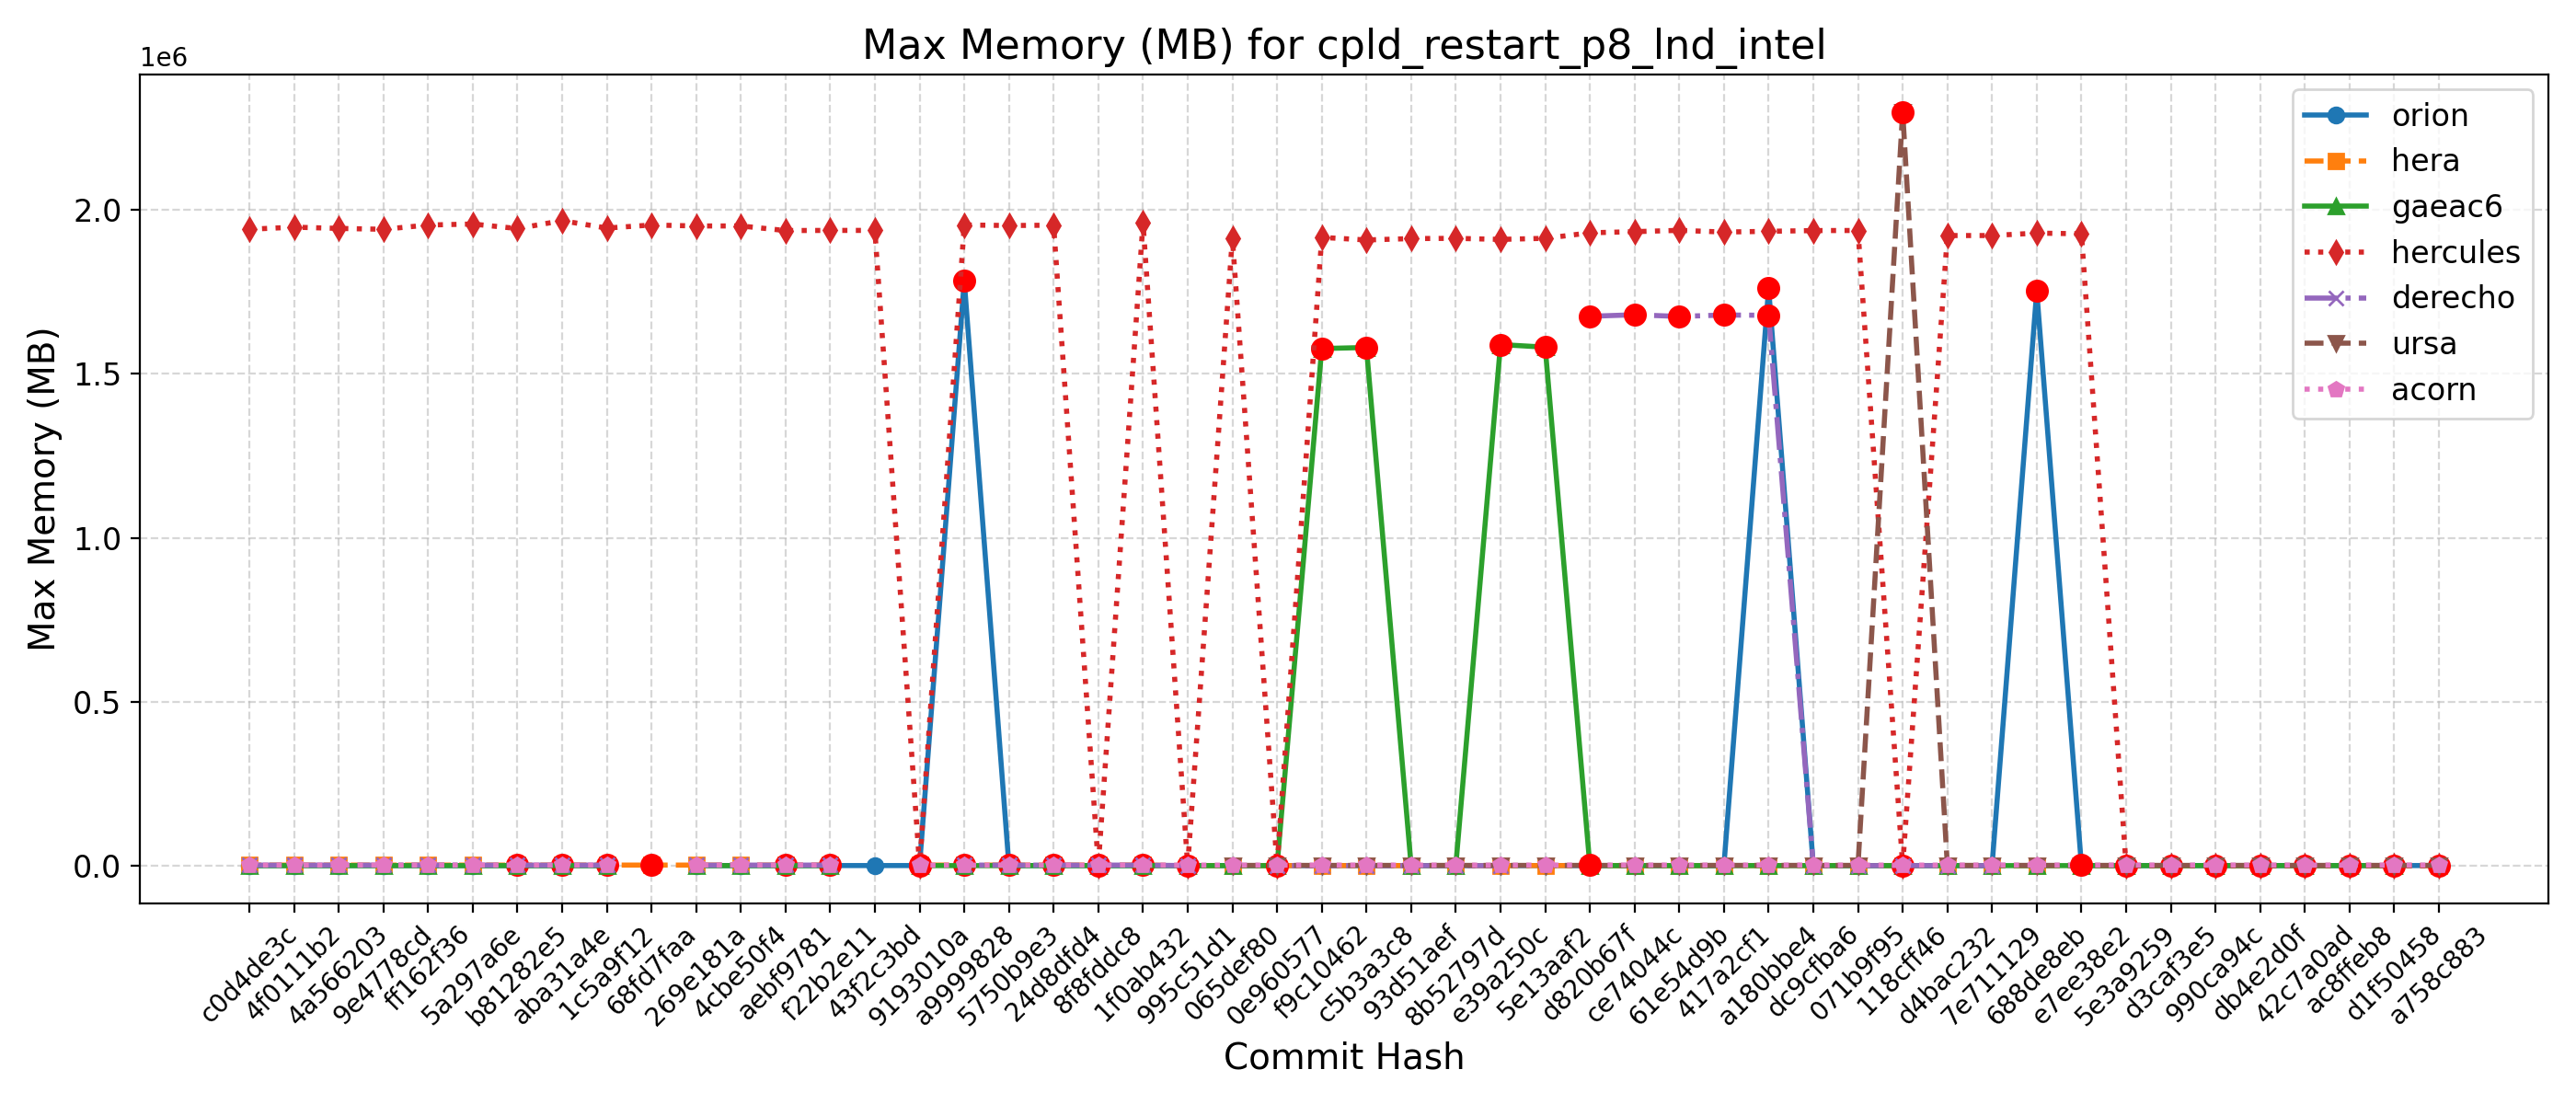 Max Memory (MB) for cpld_restart_p8_lnd_intel
1e6
Max Memory (MB)
2.0
1.5
1.0
0.5
0.0
orion
hera
gaeac6
hercules
derecho
ursa
acorn
c0d4de3c
4f0111b2
4a566203
9e4778cd
ff162f36
5a297a6e
b81282e5
aba31a4e
1c5a9f12
68fd7faa
269e181a
4cbe50f4
aebf9781
f22b2e11
43f2c3bd
9193010a
a9999828
5750b9e3
24d8dfd4
8f8fddc8
1f0ab432
995c51d1
065def80
0e960577
f9c10462
c5b3a3c8
93d51aef
8b52797d
e39a250c
5e13aaf2
d820b67f
ce74044c
61e54d9b
417a2cf1
a180bbe4
dc9cfba6
071b9f95
118cff46
d4bac232
7e711129
688de8eb
e7ee38e2
5e3a9259
d3caf3e5
990ca94c
db4e2d0f
42c7a0ad
ac8ffeb8
d1f50458
a758c883
Commit Hash